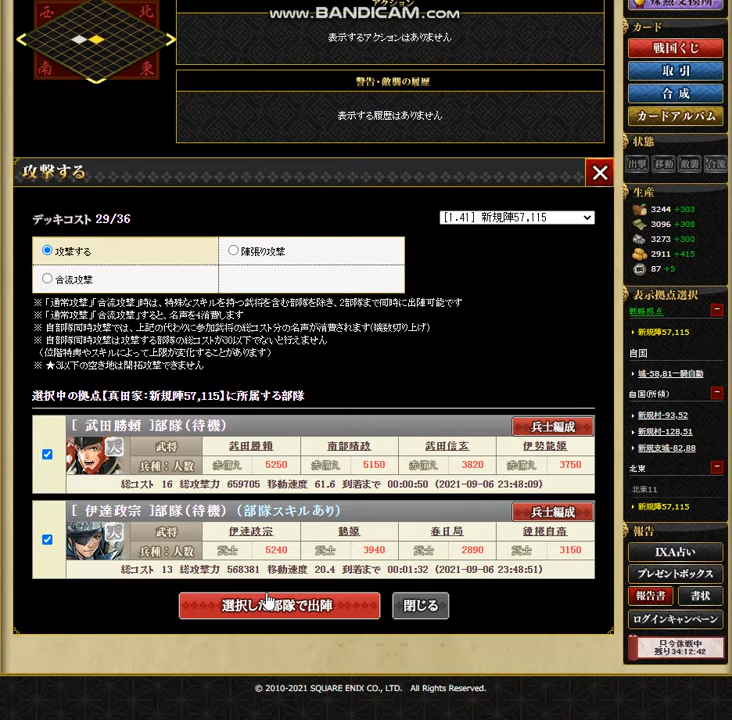 www.BANDICAM.com
アクション
西
北
南
東
表示するアクションはありません
警告・敵襲の履歴
表示する履歴はありません
攻撃する
デッキコスト 29/36
[1.41] 新規陣57,115
攻撃する
陣張り攻撃
合流攻撃
※「通常攻撃」「合流攻撃」時は、特殊なスキルを持つ武将を含む部隊を除き、2部隊まで同時に出陣可能です
※「通常攻撃」「合流攻撃」すると、名声を4消費します
※ 自部隊同時攻撃では、上記の代わりに参加武将の総コスト分の名声が消費されます(端数切り上げ)
※ 自部隊同時攻撃は攻撃する部隊の総コストが30以下でないと行えません
(位階特典やスキルによって上限が変化することがあります)
※ ★3以下の空き地は開拓攻撃できません
選択中の拠点【真田家:新規陣57,115】に所属する部隊
[ 武田勝頼 ]部隊(待機)
兵士編成
天
武将 武田勝頼 南部晴政 武田信玄 伊勢龍姫
兵種:人数 赤備え 5250 赤備え 5150 赤備え 3820 赤備え 3750
総コスト 16 総攻撃力 659705 移動速度 61.6 到着まで 00:00:50 (2021-09-06 23:48:09)
[ 伊達政宗 ]部隊(待機) (部隊スキルあり)
兵士編成
天
武将 伊達政宗 鶴姫 春日局 鐘捲自斎
兵種:人数 武士 5240 武士 3940 武士 2890 武士 3150
総コスト 13 総攻撃力 568381 移動速度 20.4 到着まで 00:01:32 (2021-09-06 23:48:51)
選択した部隊で出陣
閉じる
カード
戦国くじ
取引
合成
カードアルバム
状態
出撃 移動 敵襲 合流
生産
3244 +303
3096 +308
3273 +300
2911 +415
87 +5
表示拠点選択
戦略拠点
新規陣57,115
自国
城-58,81一騎自動
自国(所領)
新規村-93,52
新規村-128,51
新規支城-82,88
北東
北東11
新規陣57,115
報告
IXA占い
プレゼントボックス
報告書 書状
ログインキャンペーン
只今休戦中
残り34:12:42
© 2010-2021 SQUARE ENIX CO., LTD. All Rights Reserved.